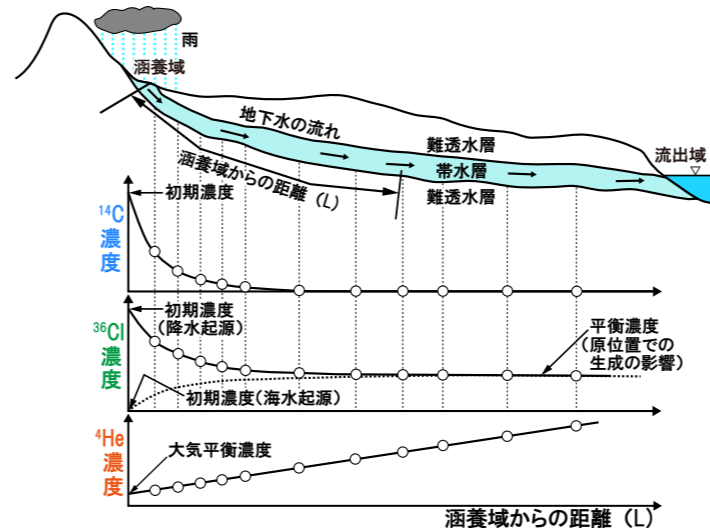 雨
涵養域
地下水の流れ
難透水層
流出域
帯水層
涵養域からの距離（L）
難透水層
初期濃度
¹⁴C
濃
度
初期濃度
（降水起源）
³⁶Cl
濃
度
平衡濃度
（原位置での
生成の影響）
初期濃度（海水起源）
⁴He
濃
度
大気平衡濃度
涵養域からの距離（L）